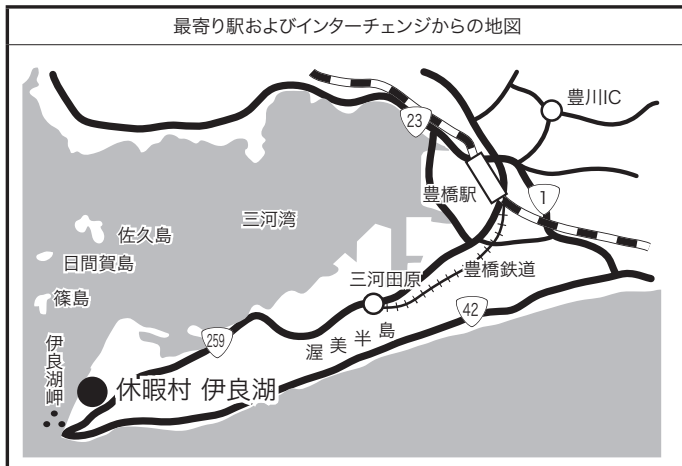 最寄り駅およびインターチェンジからの地図
豊川IC
23
豊橋駅
1
三河湾
佐久島
日間賀島
三河田原
豊橋鉄道
篠島
42
259
渥美半島
伊良湖岬
休暇村 伊良湖